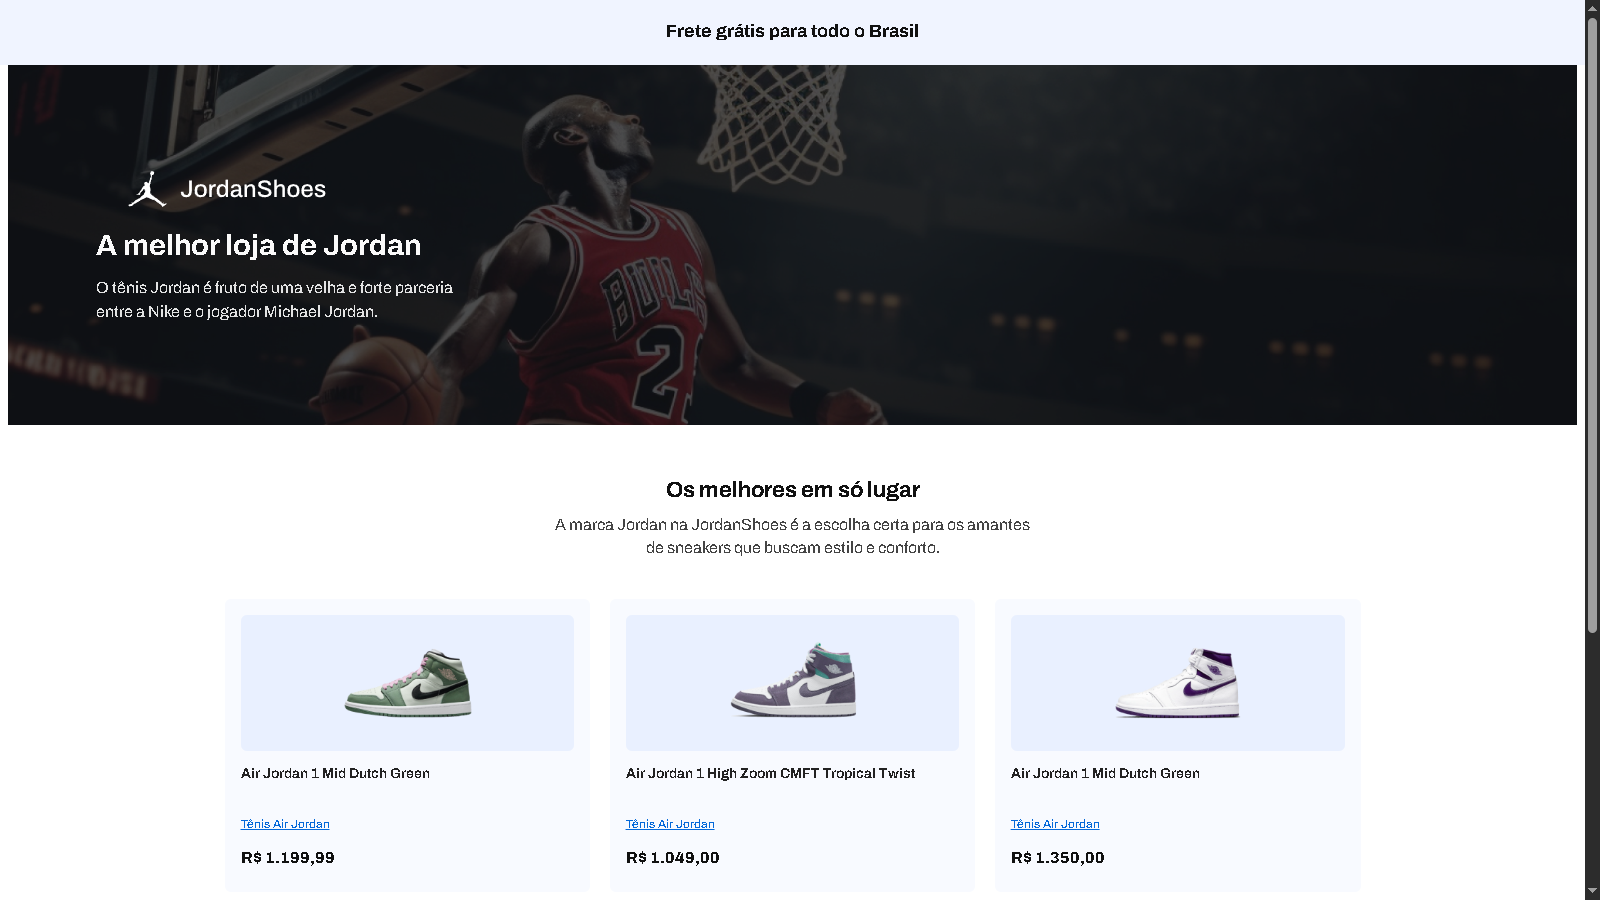 Frete grátis para todo o Brasil
JordanShoes
A melhor loja de Jordan
O tênis Jordan é fruto de uma velha e forte parceria
entre a Nike e o jogador Michael Jordan.
BULLS
23
Os melhores em só lugar
A marca Jordan na JordanShoes é a escolha certa para os amantes
de sneakers que buscam estilo e conforto.
Air Jordan 1 Mid Dutch Green
Tênis Air Jordan
R$ 1.199,99
Air Jordan 1 High Zoom CMFT Tropical Twist
Tênis Air Jordan
R$ 1.049,00
Air Jordan 1 Mid Dutch Green
Tênis Air Jordan
R$ 1.350,00